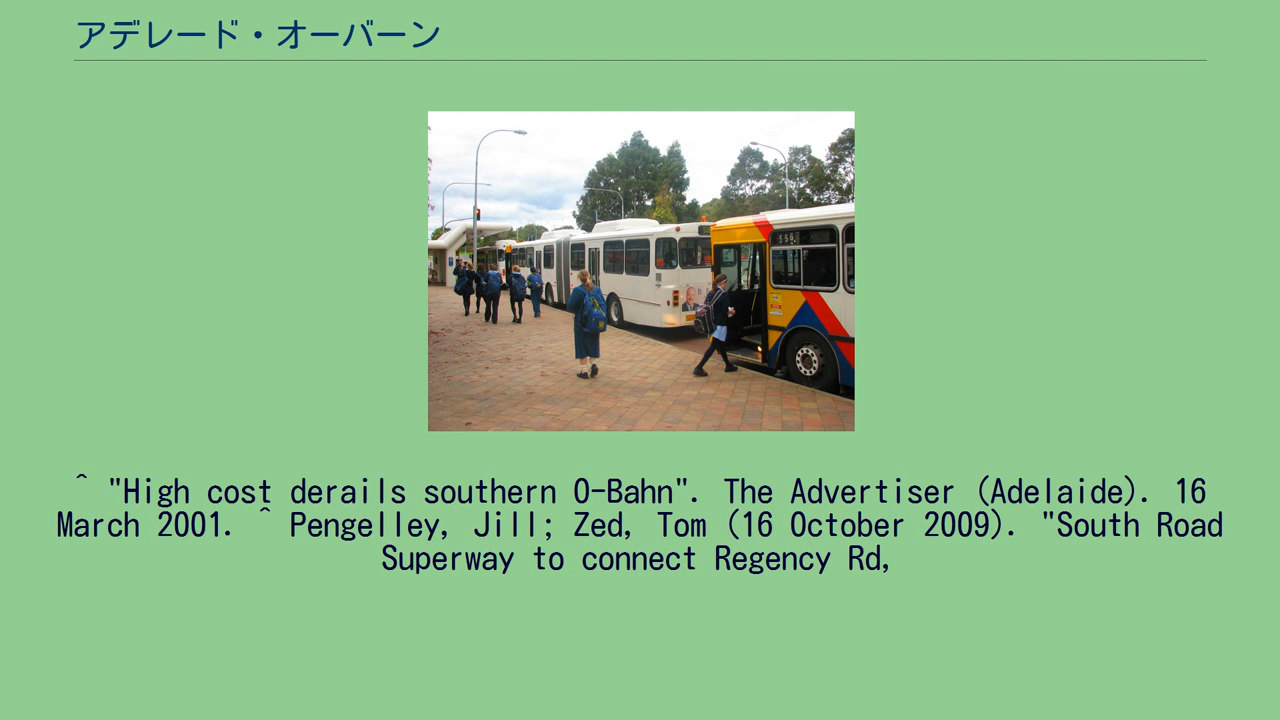 アデレード・オーバーン
556
^ "High cost derails southern O-Bahn". The Advertiser (Adelaide). 16
March 2001. ^ Pengelley, Jill; Zed, Tom (16 October 2009). "South Road
Superway to connect Regency Rd,